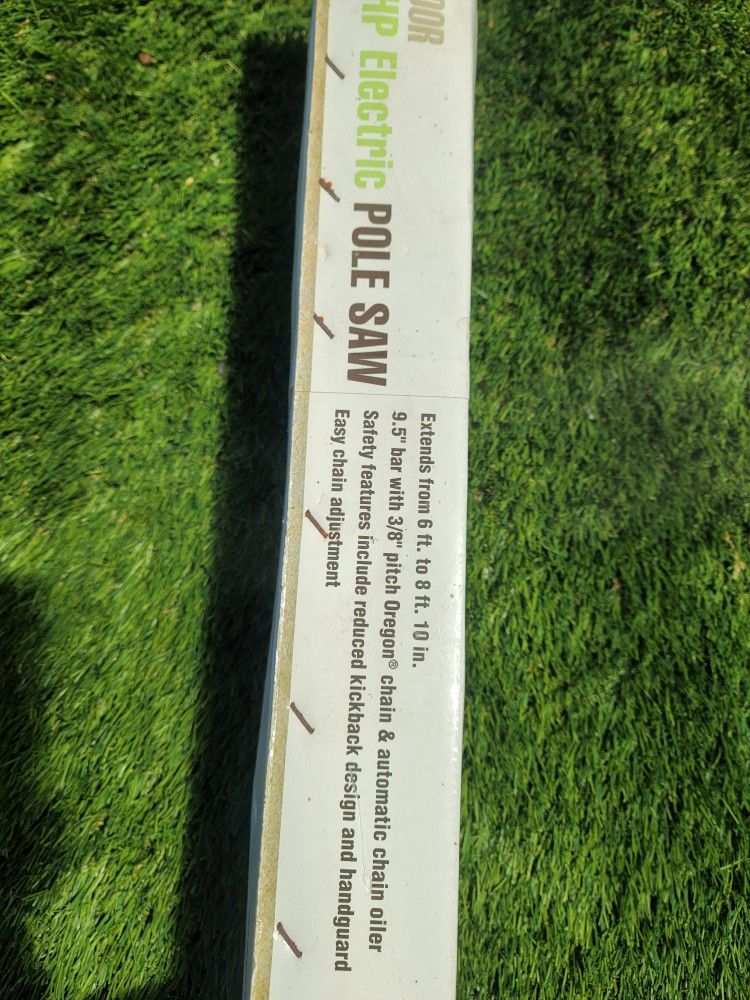 HP Electric POLE SAW
Extends from 6 ft. to 8 ft. 10 in.
9.5" bar with 3/8" pitch Oregon® chain & automatic chain oiler
Safety features include reduced kickback design and handguard
Easy chain adjustment